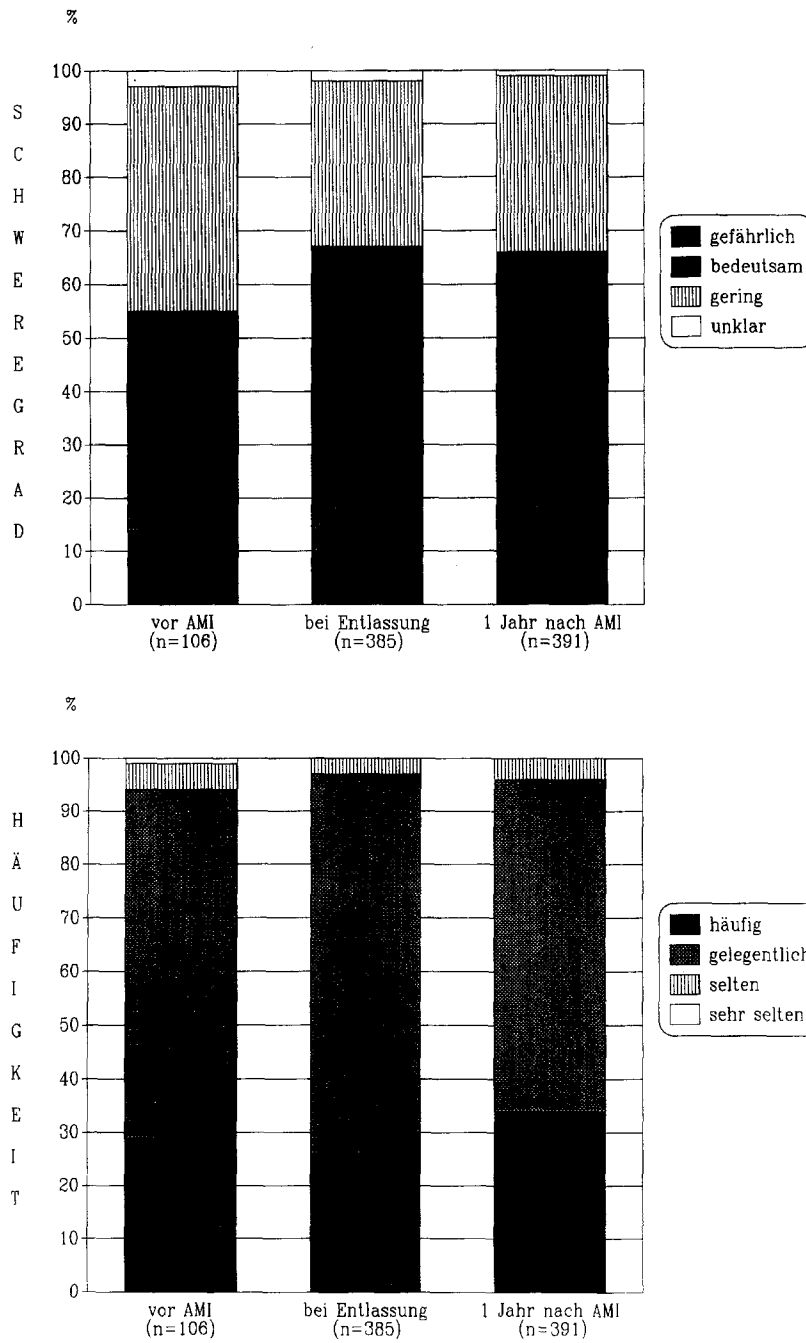 %
SCHWEREGRAD
100
90
80
70
60
50
40
30
20
10
0
vor AMI
(n=106)
bei Entlassung
(n=385)
1 Jahr nach AMI
(n=391)
gefährlich
bedeutsam
gering
unklar
%
HÄUFIGKEIT
100
90
80
70
60
50
40
30
20
10
0
vor AMI
(n=106)
bei Entlassung
(n=385)
1 Jahr nach AMI
(n=391)
häufig
gelegentlich
selten
sehr selten